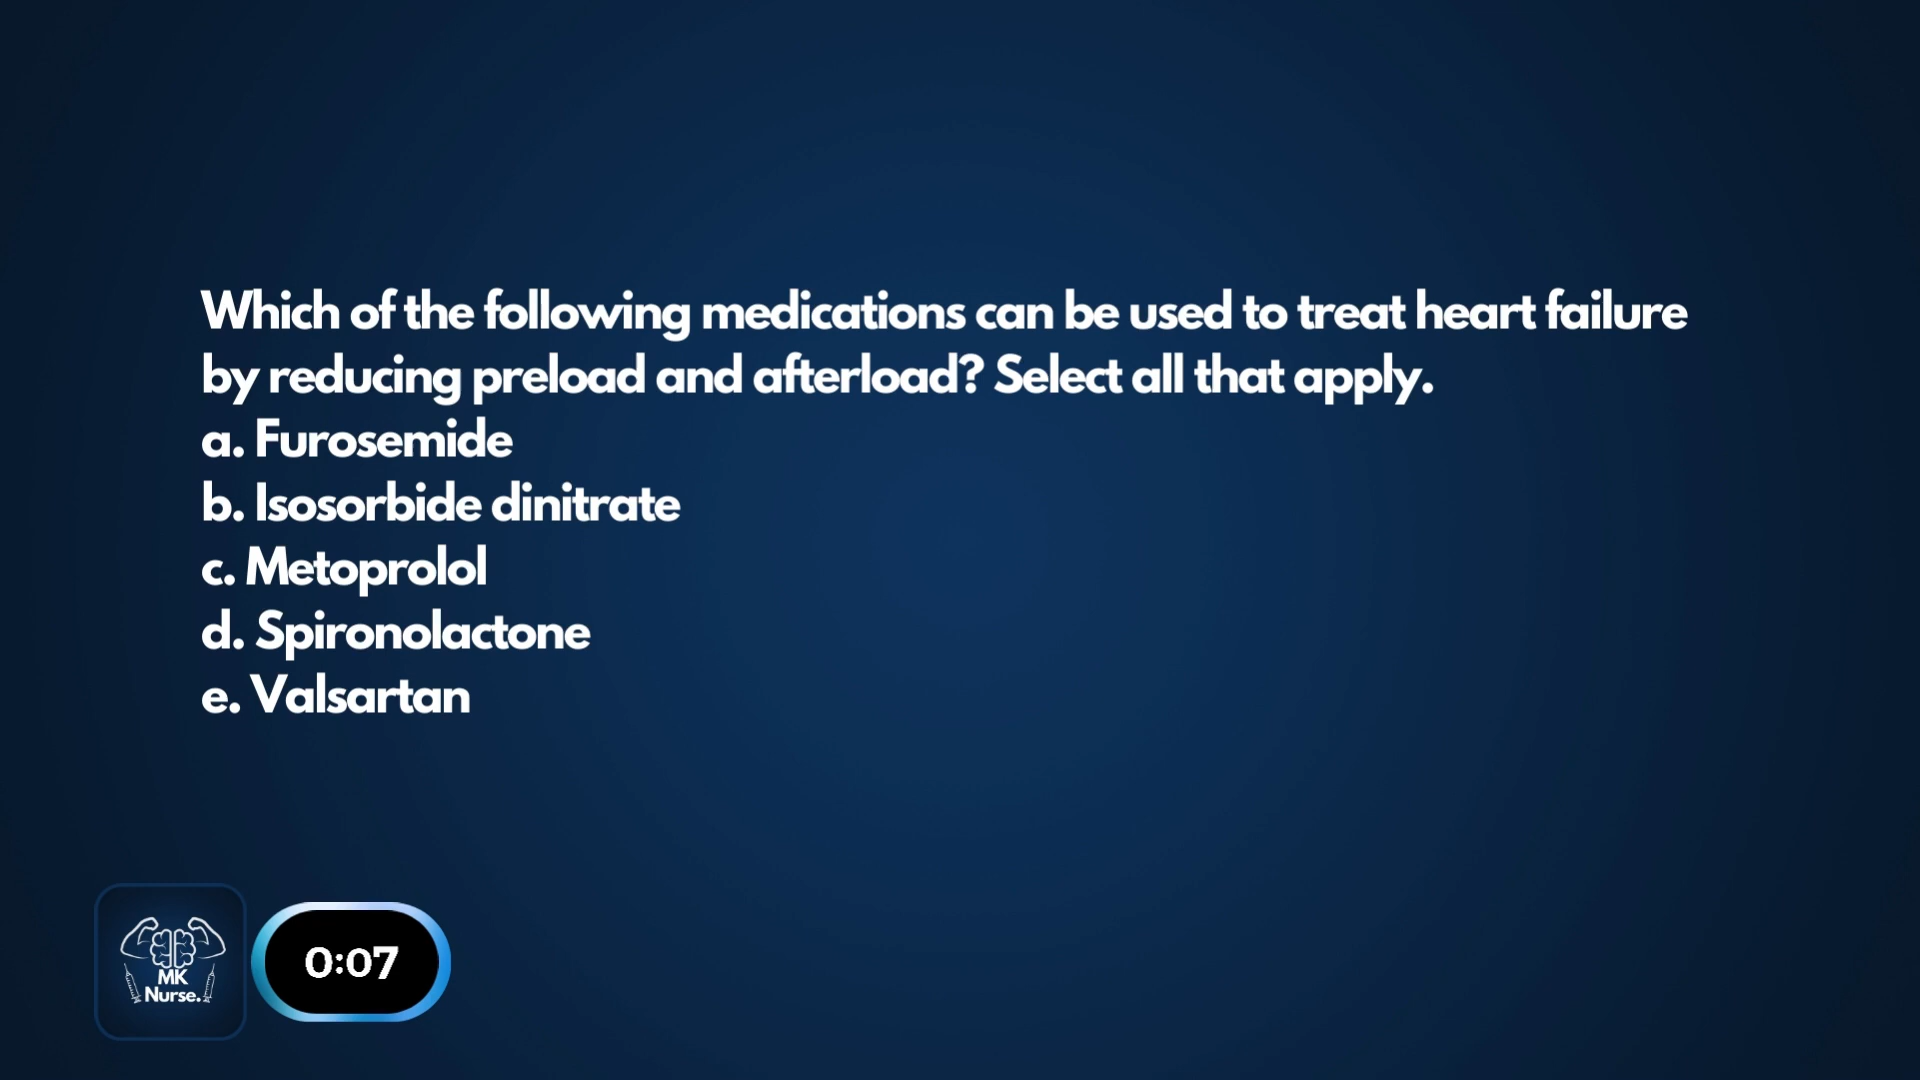 Which of the following medications can be used to treat heart failure
by reducing preload and afterload? Select all that apply.
a. Furosemide
b. Isosorbide dinitrate
c. Metoprolol
d. Spironolactone
e. Valsartan
MK
Nurse.
0:07